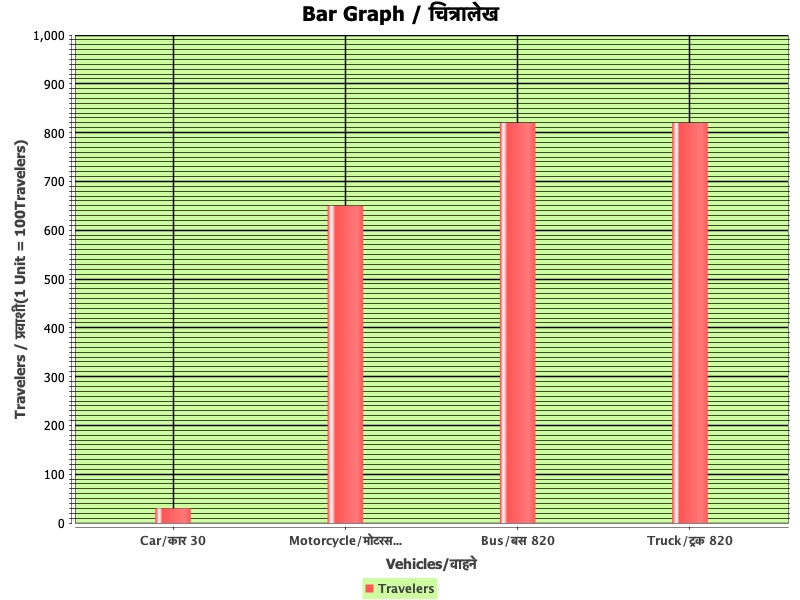 Bar Graph / चित्रालेख
Travelers / प्रवाशी(1 Unit = 100Travelers)
1,000
900
800
700
600
500
400
300
200
100
0
Car/कार 30 Motorcycle/मोटरस... Bus/बस 820 Truck/ट्रक 820
Vehicles/वाहने
Travelers